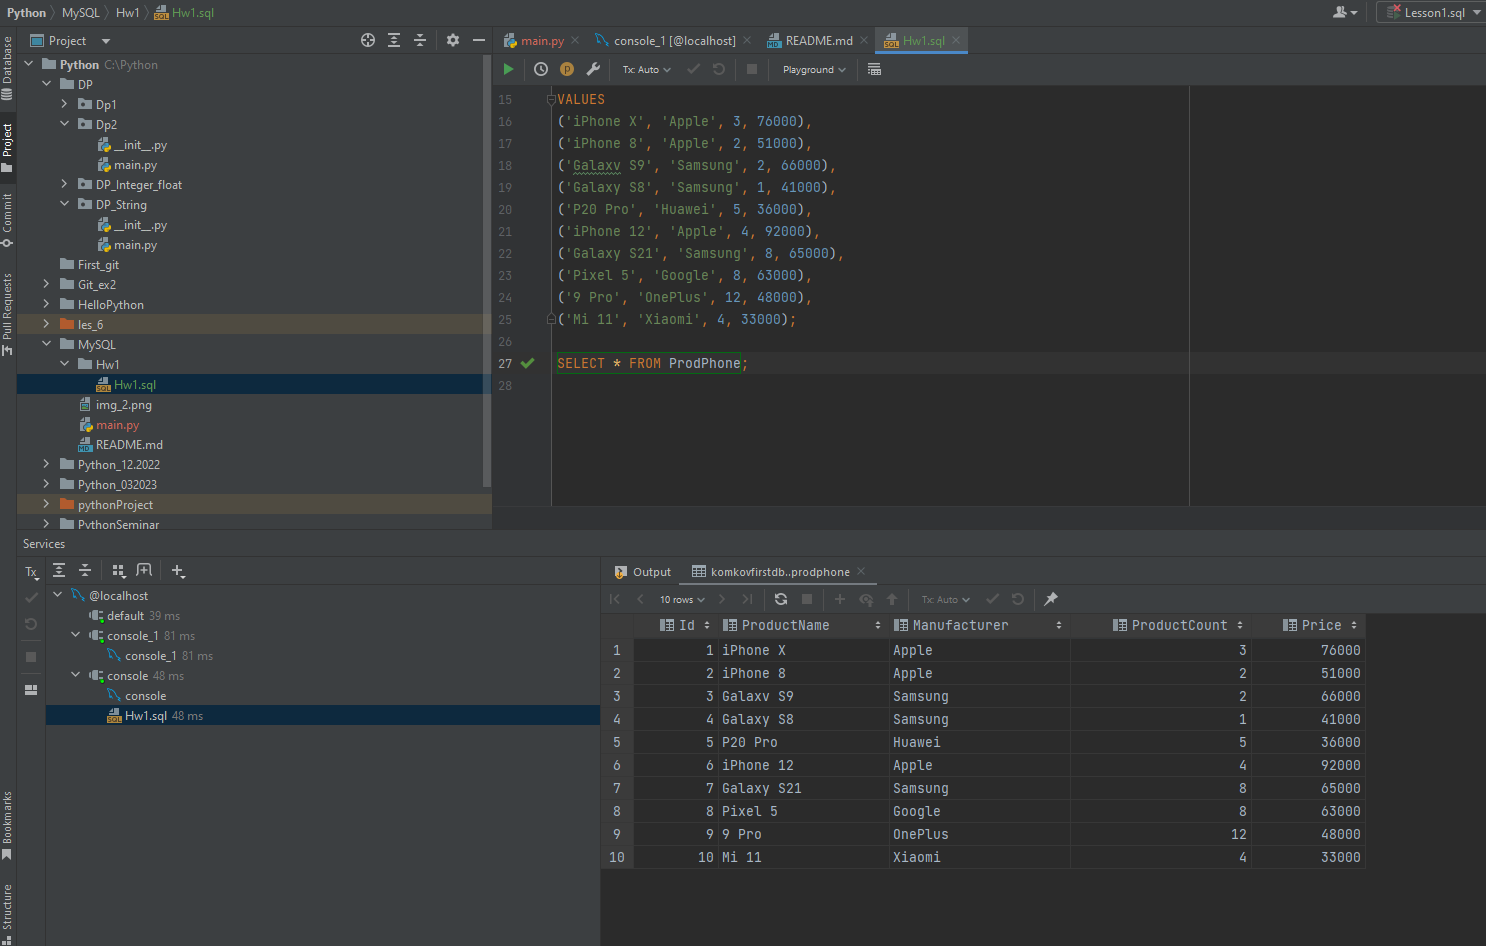 Python MySQL Hw1 Hw1.sql
Lesson1.sql
Project
main.py console_1 [@localhost] README.md Hw1.sql
Tx: Auto Playground
Database
Project
Commit
Pull Requests
Bookmarks
Structure
Python C:\Python
DP
Dp1
Dp2
__init__.py
main.py
DP_Integer_float
DP_String
__init__.py
main.py
First_git
Git_ex2
HelloPython
les_6
MySQL
Hw1
Hw1.sql
img_2.png
main.py
README.md
Python_12.2022
Python_032023
pythonProject
PythonSeminar
15 VALUES
16 ('iPhone X', 'Apple', 3, 76000),
17 ('iPhone 8', 'Apple', 2, 51000),
18 ('Galaxv S9', 'Samsung', 2, 66000),
19 ('Galaxy S8', 'Samsung', 1, 41000),
20 ('P20 Pro', 'Huawei', 5, 36000),
21 ('iPhone 12', 'Apple', 4, 92000),
22 ('Galaxy S21', 'Samsung', 8, 65000),
23 ('Pixel 5', 'Google', 8, 63000),
24 ('9 Pro', 'OnePlus', 12, 48000),
25 ('Mi 11', 'Xiaomi', 4, 33000);
26
27 SELECT * FROM ProdPhone;
28
Services
Tx
@localhost
default 39 ms
console_1 81 ms
console_1 81 ms
console 48 ms
console
Hw1.sql 48 ms
Output komkovfirstdb..prodphone
10 rows Tx: Auto
Id ProductName Manufacturer ProductCount Price
1 1 iPhone X Apple 3 76000
2 2 iPhone 8 Apple 2 51000
3 3 Galaxv S9 Samsung 2 66000
4 4 Galaxy S8 Samsung 1 41000
5 5 P20 Pro Huawei 5 36000
6 6 iPhone 12 Apple 4 92000
7 7 Galaxy S21 Samsung 8 65000
8 8 Pixel 5 Google 8 63000
9 9 9 Pro OnePlus 12 48000
10 10 Mi 11 Xiaomi 4 33000